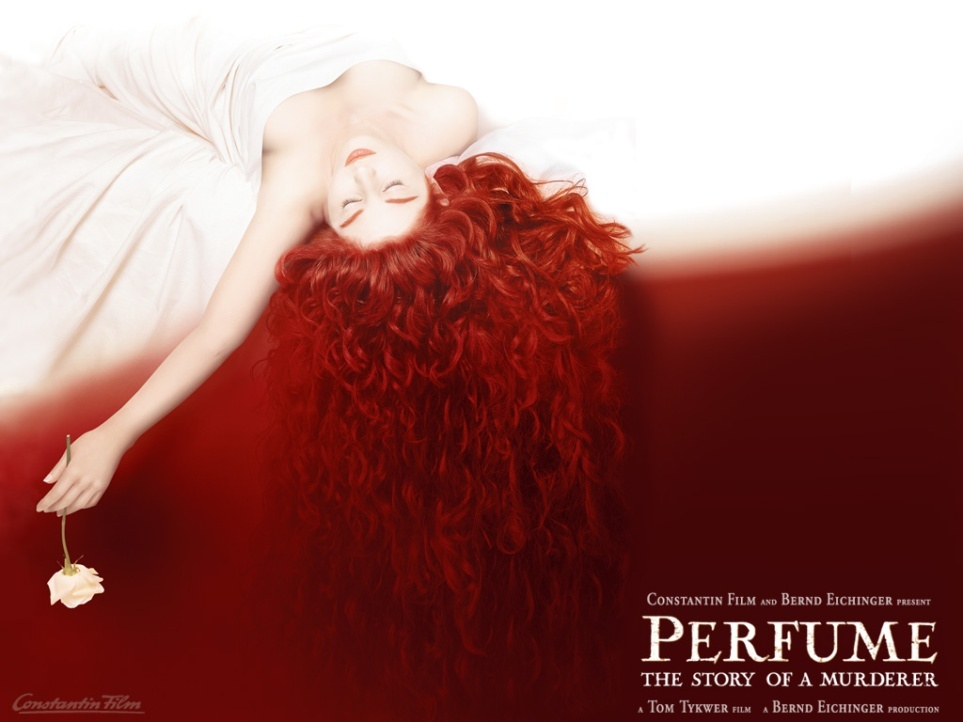 Constantin Film and Bernd Eichinger present
Perfume
The Story of a Murderer
a Tom Tykwer film a Bernd Eichinger production
Constantin Film